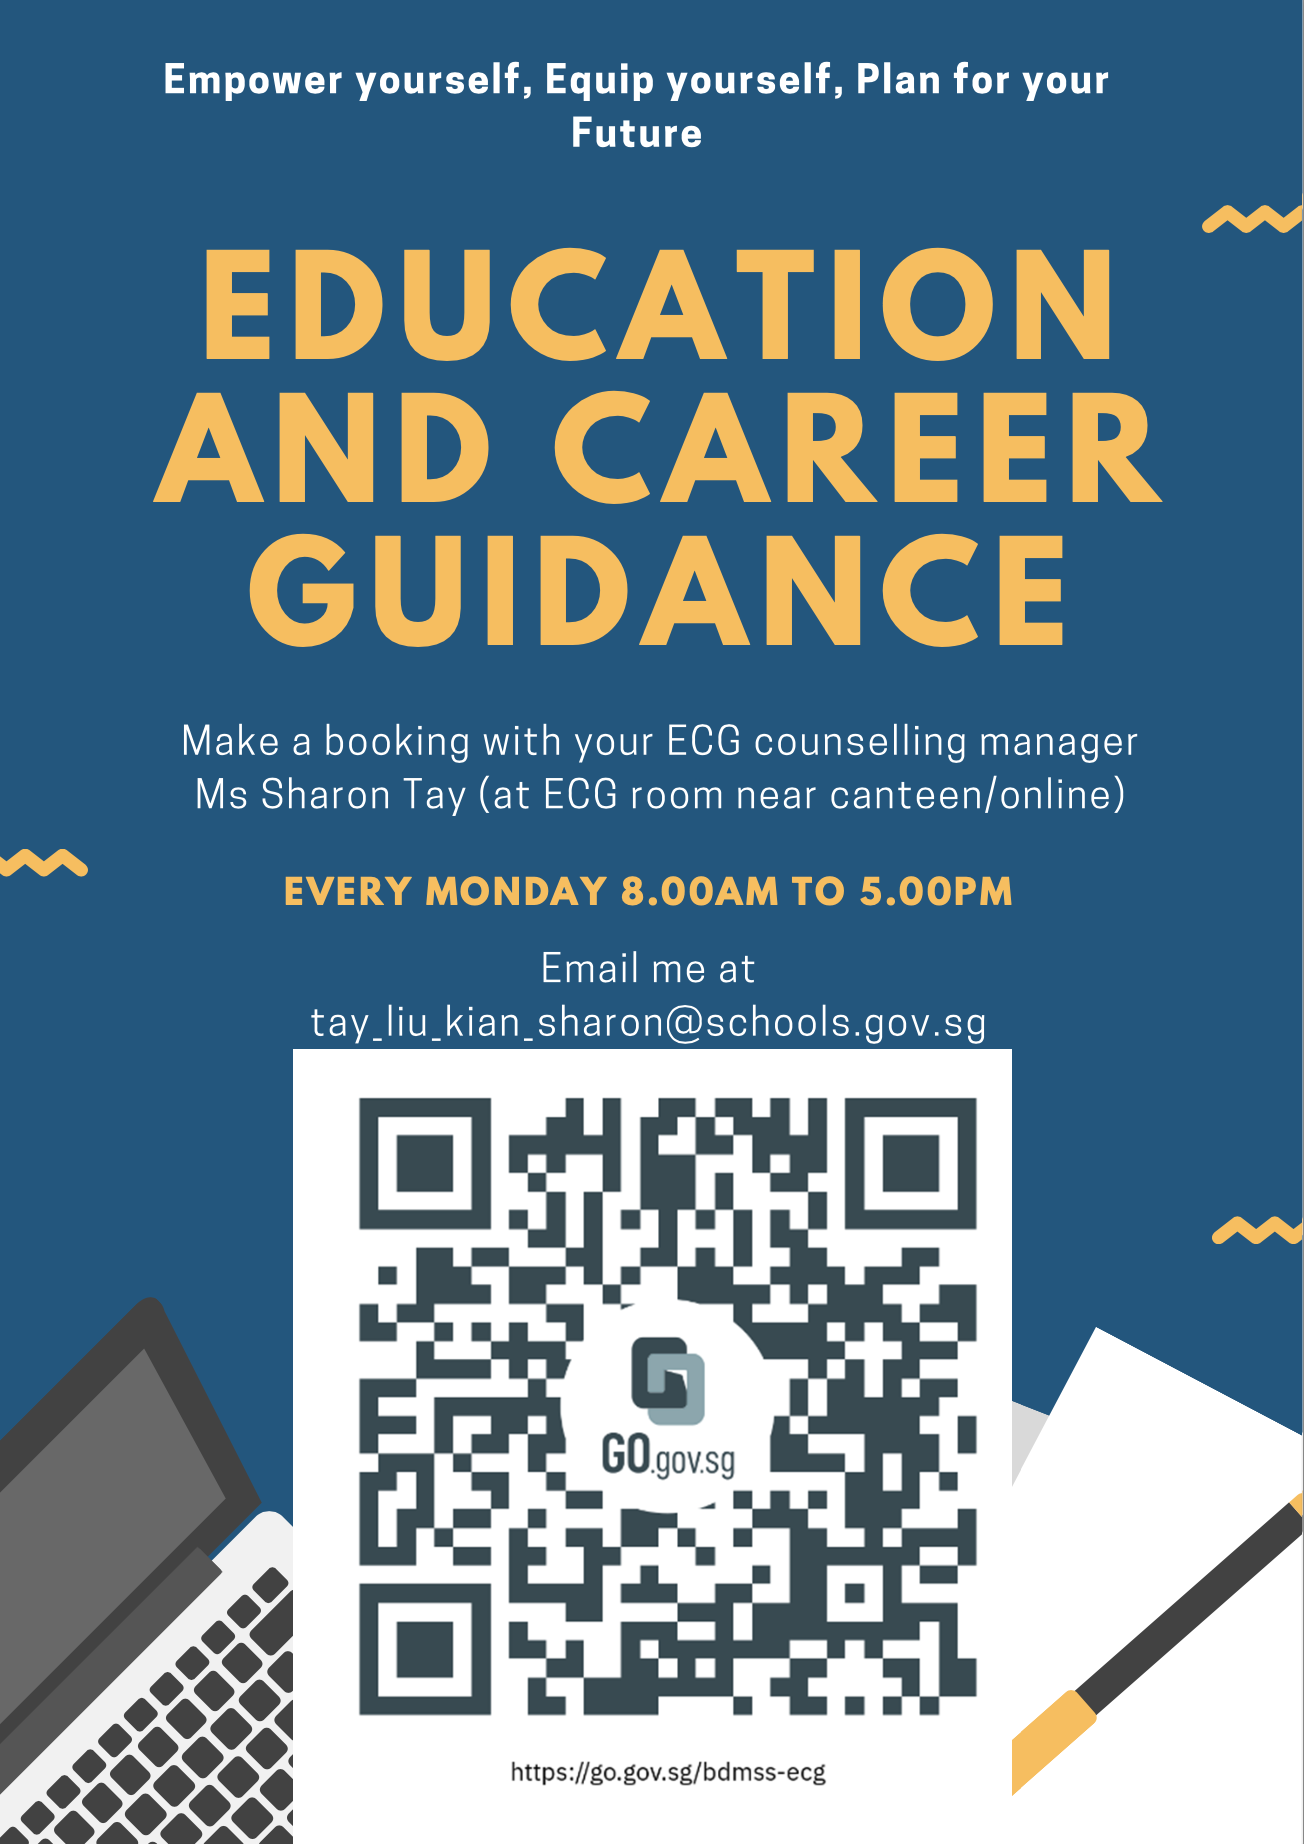 Empower yourself, Equip yourself, Plan for your
Future
EDUCATION
AND CAREER
GUIDANCE
Make a booking with your ECG counselling manager
Ms Sharon Tay (at ECG room near canteen/online)
EVERY MONDAY 8.00AM TO 5.00PM
Email me at
tay_liu_kian_sharon@schools.gov.sg
GO.gov.sg
https://go.gov.sg/bdmss-ecg